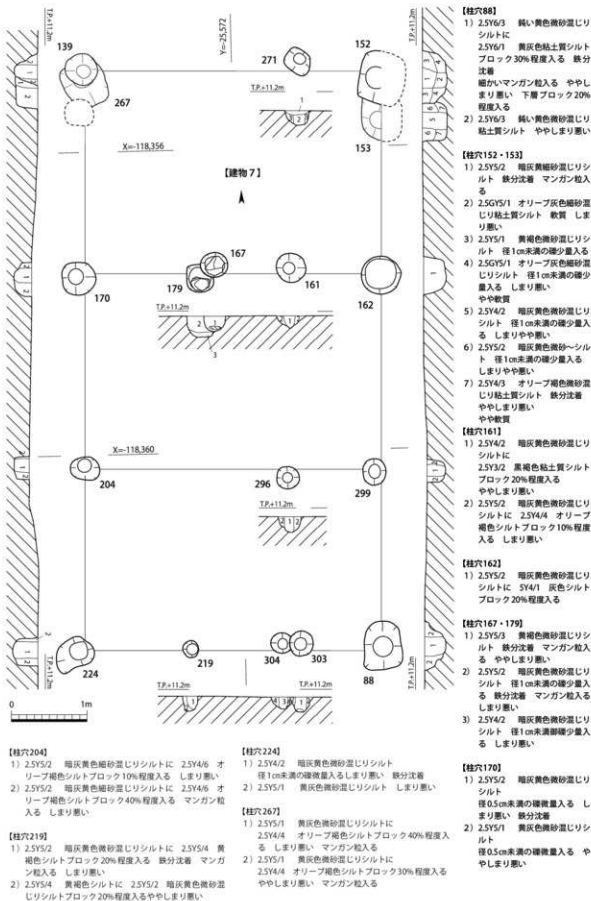 T.P.+11.2m
Y=-25,572
T.P.+11.2m
139
271
152
267
T.P.+11.2m
153
X=-118,356
【建物7】
167
170
179
161
162
T.P.+11.2m
X=-118,360
204
296
299
T.P.+11.2m
224
219
304
303
88
T.P.+11.2m
T.P.+11.2m
T.P.+11.2m
T.P.+11.2m
0 1m
【柱穴88】
1) 2.5Y6/3 鈍い黄色微砂混じり
シルトに
2.5Y6/1 黄灰色粘土質シルト
ブロック30%程度入る 鉄分
沈着
細かいマンガン粒入る ややし
まり悪い 下層ブロック20%
程度入る
2) 2.5Y6/3 鈍い黄色微砂混じり
粘土質シルト ややしまり悪い
【柱穴152・153】
1) 2.5Y5/2 暗灰黄細砂混じりシ
ルト 鉄分沈着 マンガン粒入
る
2) 2.5GY5/1 オリーブ灰色細砂混
じり粘土質シルト 軟質 しま
り悪い
3) 2.5Y5/1 黄褐色微砂混じりシ
ルト 径1cm未満の礫少量入る
4) 2.5GY5/1 オリーブ灰色細砂混
じりシルト 径1cm未満の礫少
量入る しまり悪い
やや軟質
5) 2.5Y4/2 暗灰黄微砂混じり
シルト 径1cm未満の礫少量入
る しまりやや悪い
6) 2.5Y5/2 暗灰黄色微砂～シル
ト 径1cm未満の礫少量入る
しまりやや悪い
7) 2.5Y4/3 オリーブ褐色微砂混
じり粘土質シルト 鉄分沈着
ややしまり悪い
やや軟質
【柱穴161】
1) 2.5Y4/2 暗灰黄色微砂混じり
シルトに
2.5Y3/2 黒褐色粘土質シルト
ブロック20%程度入る
ややしまり悪い
2) 2.5Y5/2 暗灰黄色微砂混じり
シルトに 2.5Y4/4 オリーブ
褐色シルトブロック10%程度
入る しまり悪い
【柱穴162】
1) 2.5Y5/2 暗灰黄色微砂混じり
シルトに 5Y4/1 灰色シルト
ブロック20%程度入る
【柱穴167・179】
1) 2.5Y5/3 黄褐色微砂混じりシ
ルト 鉄分沈着 マンガン粒入
る ややしまり悪い
2) 2.5Y5/2 暗灰黄色微砂混じり
シルト 径1cm未満の礫少量入
る 鉄分沈着 マンガン粒入る
しまり悪い
3) 2.5Y4/2 暗灰黄色微砂混じり
シルト 径1cm未満御礫少量入
る しまり悪い
【柱穴170】
1) 2.5Y5/2 暗灰黄色微砂混じり
シルト
径0.5cm未満の礫微量入る し
まり悪い 鉄分沈着
2) 2.5Y5/1 黄灰色微砂混じりシ
ルト
径0.5cm未満の礫微量入る や
やしまり悪い
【柱穴204】
1) 2.5Y5/2 暗灰黄色細砂混じりシルトに 2.5Y4/6 オ
リーブ褐色シルトブロック10%程度入る しまり悪い
2) 2.5Y5/2 暗灰黄色細砂混じりシルトに 2.5Y4/6 オ
リーブ褐色シルトブロック40%程度入る マンガン粒
入る しまり悪い
【柱穴219】
1) 2.5Y5/2 暗灰黄色微砂混じりシルトに 2.5Y5/4 黄
褐色シルトブロック20%程度入る 鉄分沈着 マンガ
ン粒入る しまり悪い
2) 2.5Y5/4 黄褐色シルトに 2.5Y5/2 暗灰黄色微砂混
じりシルトブロック20%程度入るややしまり悪い
【柱穴224】
1) 2.5Y4/2 暗灰黄色微砂混じりシルト
径1cm未満の礫微量入るしまり悪い 鉄分沈着
2) 2.5Y5/1 黄灰色微砂混じりシルト しまり悪い
【柱穴267】
1) 2.5Y5/1 黄灰色微砂混じりシルトに
2.5Y4/4 オリーブ褐色シルトブロック40%程度入
る しまり悪い マンガン粒入る
2) 2.5Y5/1 黄灰色微砂混じりシルトに
2.5Y4/4 オリーブ褐色シルトブロック30%程度入る
ややしまり悪い マンガン粒入る